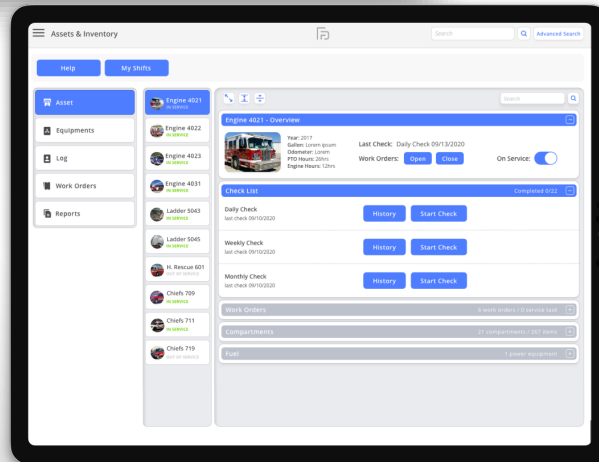 Assets & Inventory
Search
Advanced Search
Help
My Shifts
Asset
Equipments
Log
Work Orders
Reports
Engine 4021
IN SERVICE
Engine 4022
IN SERVICE
Engine 4023
IN SERVICE
Engine 4031
IN SERVICE
Ladder 5043
IN SERVICE
Ladder 5045
IN SERVICE
H. Rescue 601
OUT OF SERVICE
Chiefs 709
IN SERVICE
Chiefs 711
IN SERVICE
Chiefs 719
OUT OF SERVICE
Search
Engine 4021 - Overview
Year: 2017
Gallen: Lorem ipsum
Odometer: Lorem
PTO Hours: 26hrs
Engine Hours: 12hrs
Last Check: Daily Check 09/13/2020
Work Orders: Open Close
On Service:
Check List
Completed 0/22
Daily Check
last check 09/10/2020
History
Start Check
Weekly Check
last check 09/10/2020
History
Start Check
Monthly Check
last check 09/10/2020
History
Start Check
Work Orders
6 work orders / 0 service task
Compartments
21 compartments / 267 items
Fuel
1 power equipment